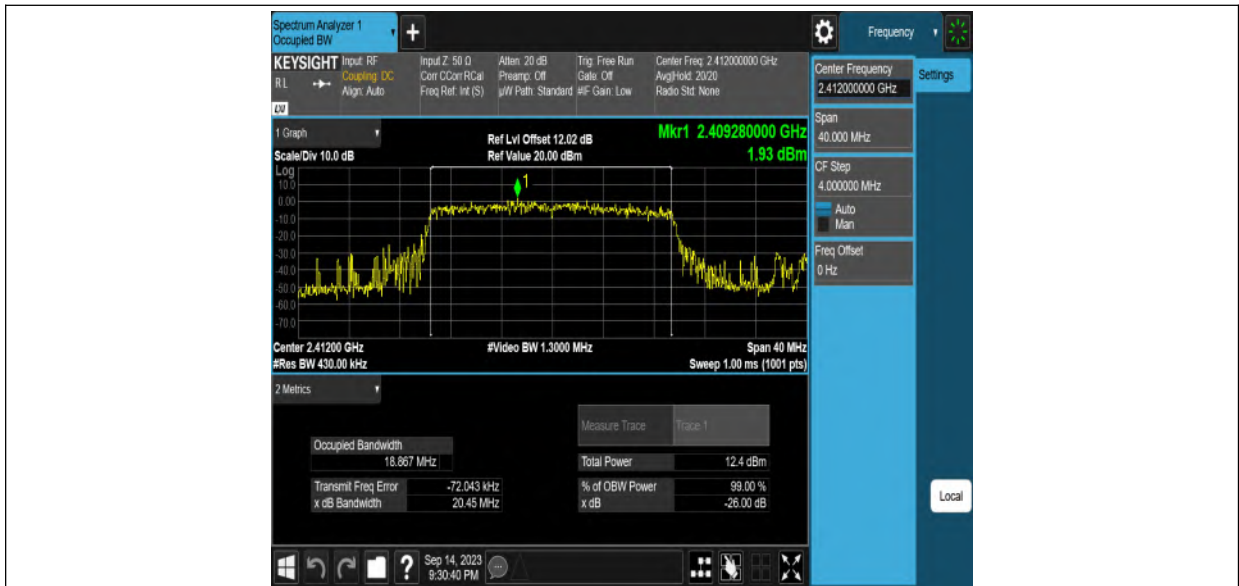 Spectrum Analyzer 1
Occupied BW
+
Frequency
KEYSIGHT Input: RF Input Z: 50 Ω Atten: 20 dB Trig: Free Run Center Freq: 2.412000000 GHz
R L Coupling: DC Corr CCorr RCal Preamp: Off Gate: Off Avg|Hold: 20/20
Align: Auto Freq Ref: Int (S) µW Path: Standard #IF Gain: Low Radio Std: None
LXI
Center Frequency
2.412000000 GHz
Settings
Span
40.000 MHz
CF Step
4.000000 MHz
Auto
Man
Freq Offset
0 Hz
Local
1 Graph
Scale/Div 10.0 dB
Ref Lvl Offset 12.02 dB
Ref Value 20.00 dBm
Mkr1 2.409280000 GHz
1.93 dBm
Log
10.0
0.00
-10.0
-20.0
-30.0
-40.0
-50.0
-60.0
-70.0
1
Center 2.41200 GHz #Video BW 1.3000 MHz Span 40 MHz
#Res BW 430.00 kHz Sweep 1.00 ms (1001 pts)
2 Metrics
Measure Trace Trace 1
Occupied Bandwidth
18.867 MHz
Total Power 12.4 dBm
Transmit Freq Error -72.043 kHz % of OBW Power 99.00 %
x dB Bandwidth 20.45 MHz x dB -26.00 dB
?
Sep 14, 2023
9:30:40 PM